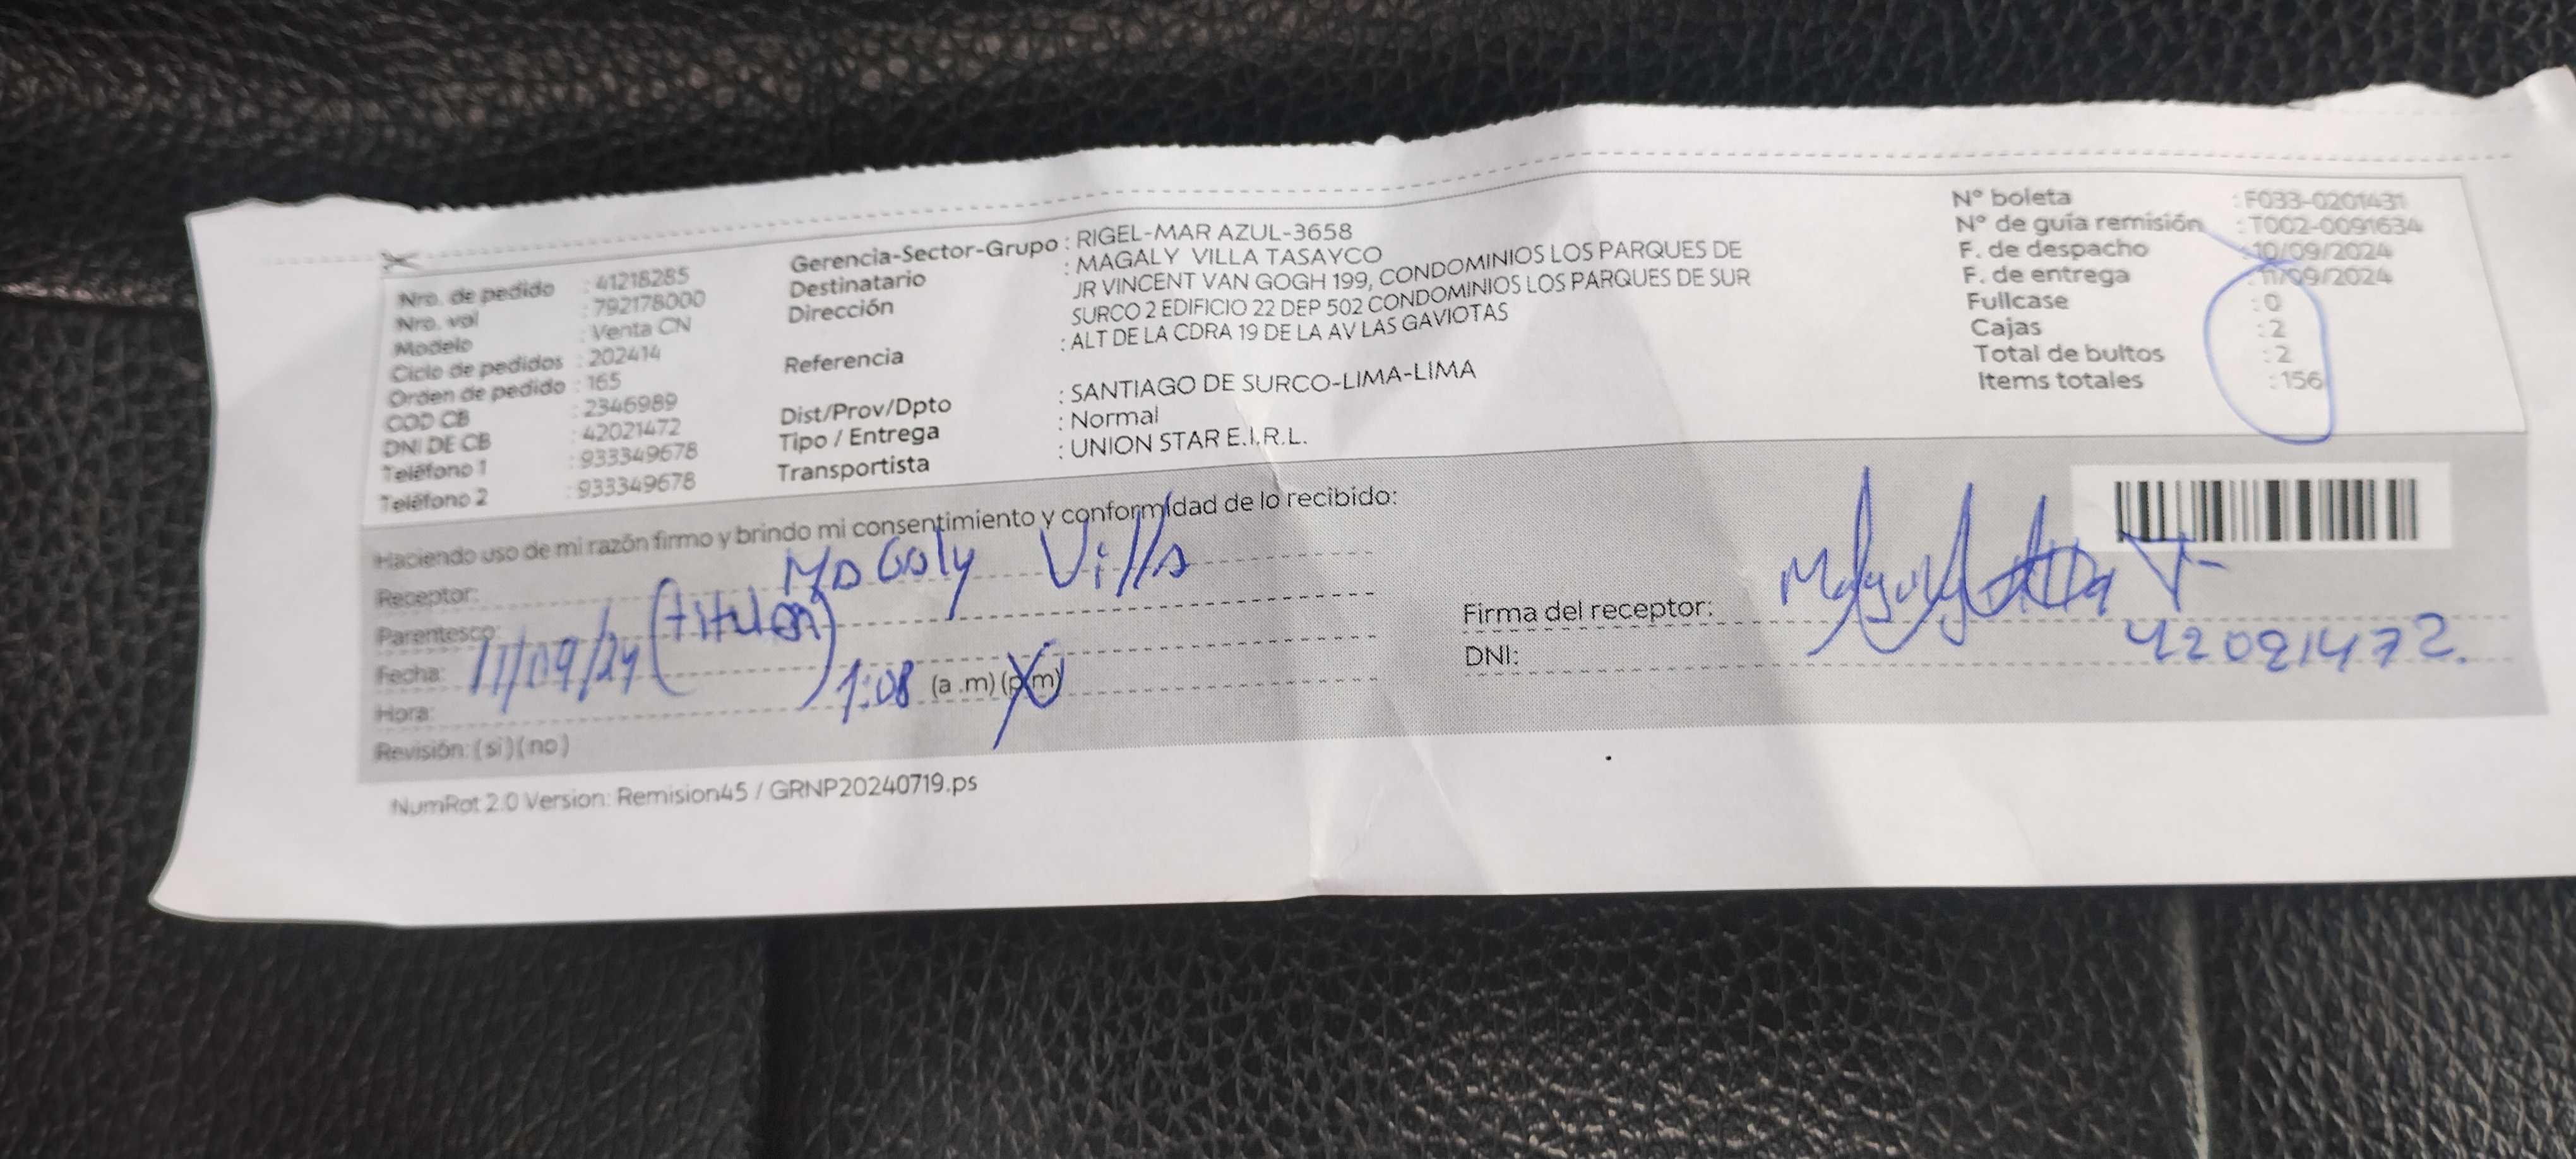 Nro. de pedido : 41218285
Nro. val : 792178000
Modelo : Venta CN
Ciclo de pedidos : 202414
Orden de pedido : 165
COD CB : 2346989
DNI DE CB : 42021472
Teléfono 1 : 933349678
Teléfono 2 : 933349678
Gerencia-Sector-Grupo : RIGEL-MAR AZUL-3658
Destinatario : MAGALY VILLA TASAYCO
Dirección : JR VINCENT VAN GOGH 199, CONDOMINIOS LOS PARQUES DE
SURCO 2 EDIFICIO 22 DEP 502 CONDOMINIOS LOS PARQUES DE SUR
Referencia : ALT DE LA CDRA 19 DE LA AV LAS GAVIOTAS
Dist/Prov/Dpto : SANTIAGO DE SURCO-LIMA-LIMA
Tipo / Entrega : Normal
Transportista : UNION STAR E.I.R.L.
N° boleta : F033-0201431
N° de guía remisión : T002-0091634
F. de despacho : 10/09/2024
F. de entrega : 11/09/2024
Fullcase : 0
Cajas : 2
Total de bultos : 2
Items totales : 156
Haciendo uso de mi razón firmo y brindo mi consentimiento y conformidad de lo recibido:
Receptor: Magaly Villa
Parentesco: (titular)
Fecha: 11/09/24
Hora: 1:08 (a .m) (p.m)
Revisión: (si) (no)
Firma del receptor: Magaly Villa T
DNI: 42021472.
NumRot 2.0 Version: Remision45 / GRNP20240719.ps